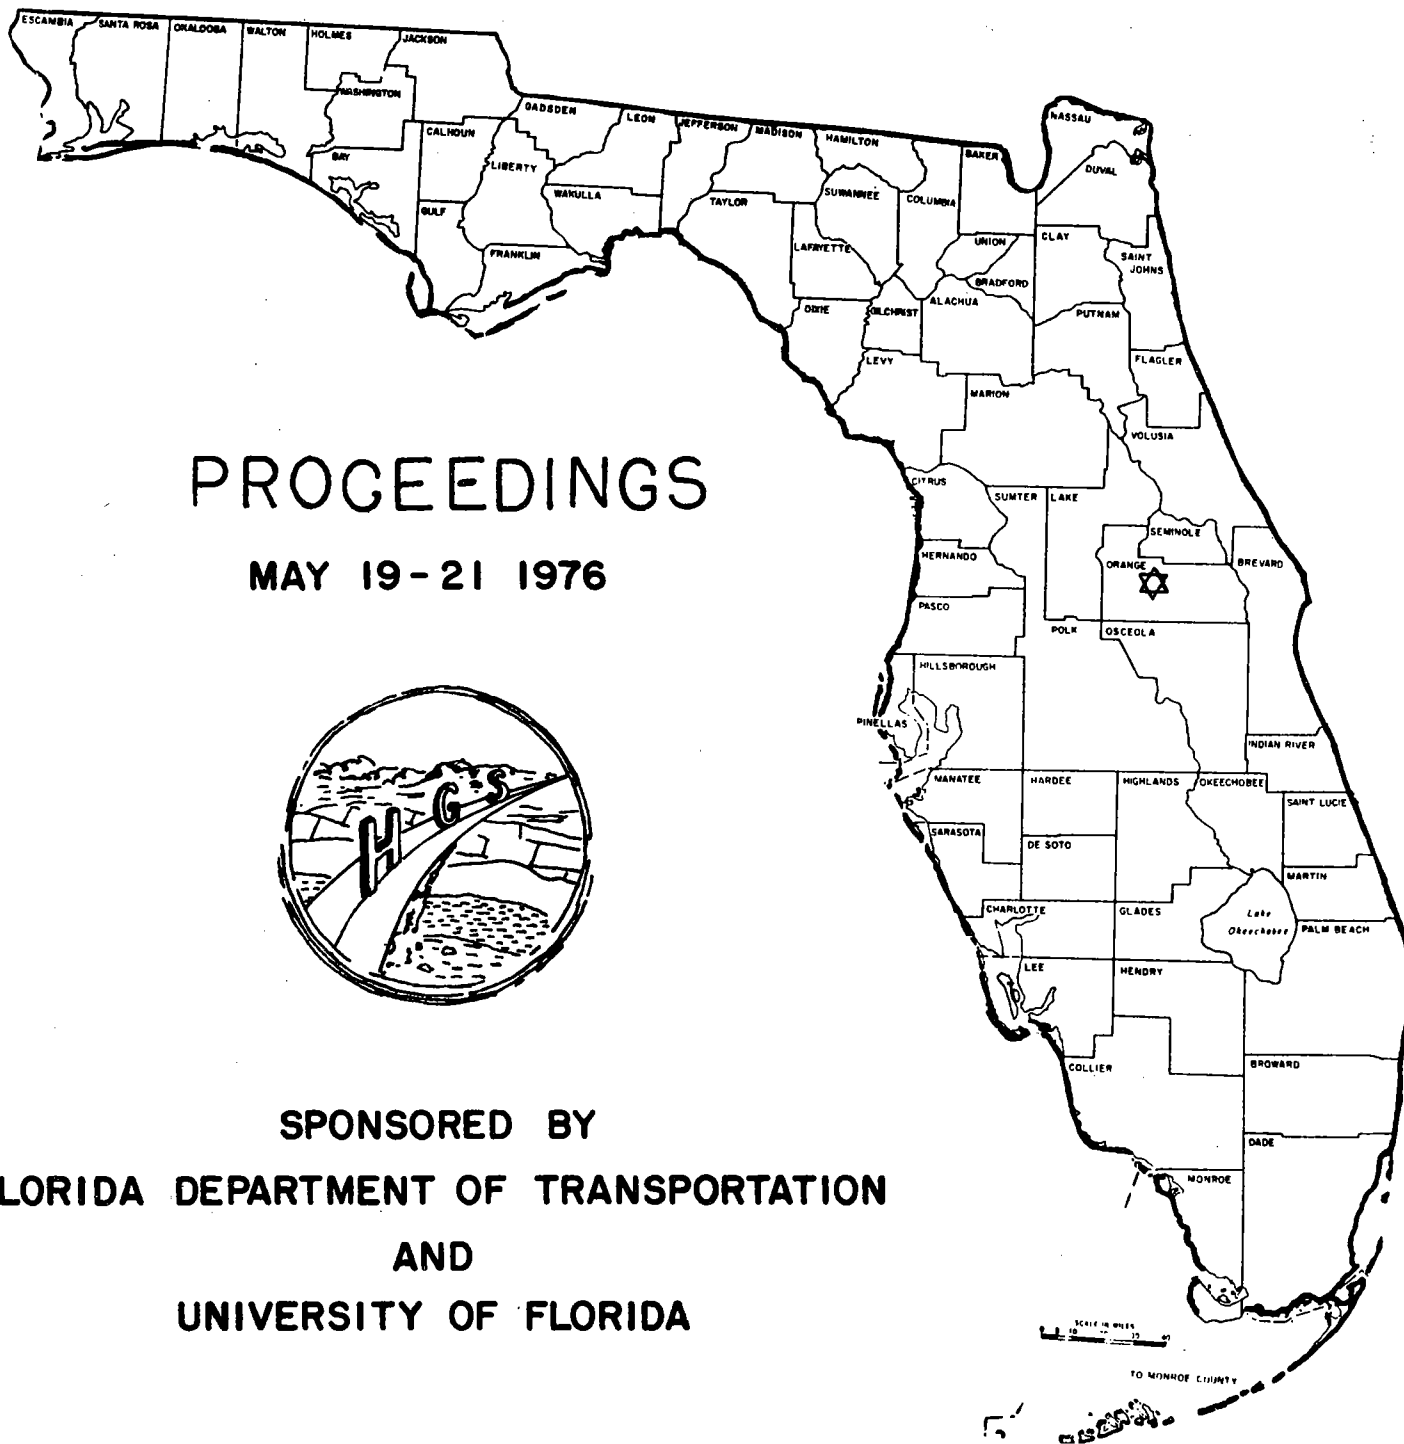 ESCAMBIA
SANTA ROSA
OKALOOSA
WALTON
HOLMES
JACKSON
WASHINGTON
BAY
CALHOUN
GULF
GADSDEN
LIBERTY
FRANKLIN
LEON
WAKULLA
JEFFERSON
MADISON
TAYLOR
HAMILTON
SUWANNEE
LAFAYETTE
DIXIE
COLUMBIA
GILCHRIST
LEVY
BAKER
UNION
BRADFORD
ALACHUA
NASSAU
DUVAL
CLAY
SAINT
JOHNS
PUTNAM
FLAGLER
MARION
VOLUSIA
CITRUS
SUMTER
LAKE
HERNANDO
PASCO
SEMINOLE
ORANGE
BREVARD
POLK
OSCEOLA
HILLSBOROUGH
PINELLAS
INDIAN RIVER
MANATEE
HARDEE
HIGHLANDS
OKEECHOBEE
SAINT LUCIE
SARASOTA
DE SOTO
MARTIN
CHARLOTTE
GLADES
Lake
Okeechobee
PALM BEACH
LEE
HENDRY
COLLIER
BROWARD
DADE
MONROE
SCALE IN MILES
TO MONROE COUNTY
PROCEEDINGS
MAY 19-21 1976
HGS
SPONSORED BY
LORIDA DEPARTMENT OF TRANSPORTATION
AND
UNIVERSITY OF FLORIDA